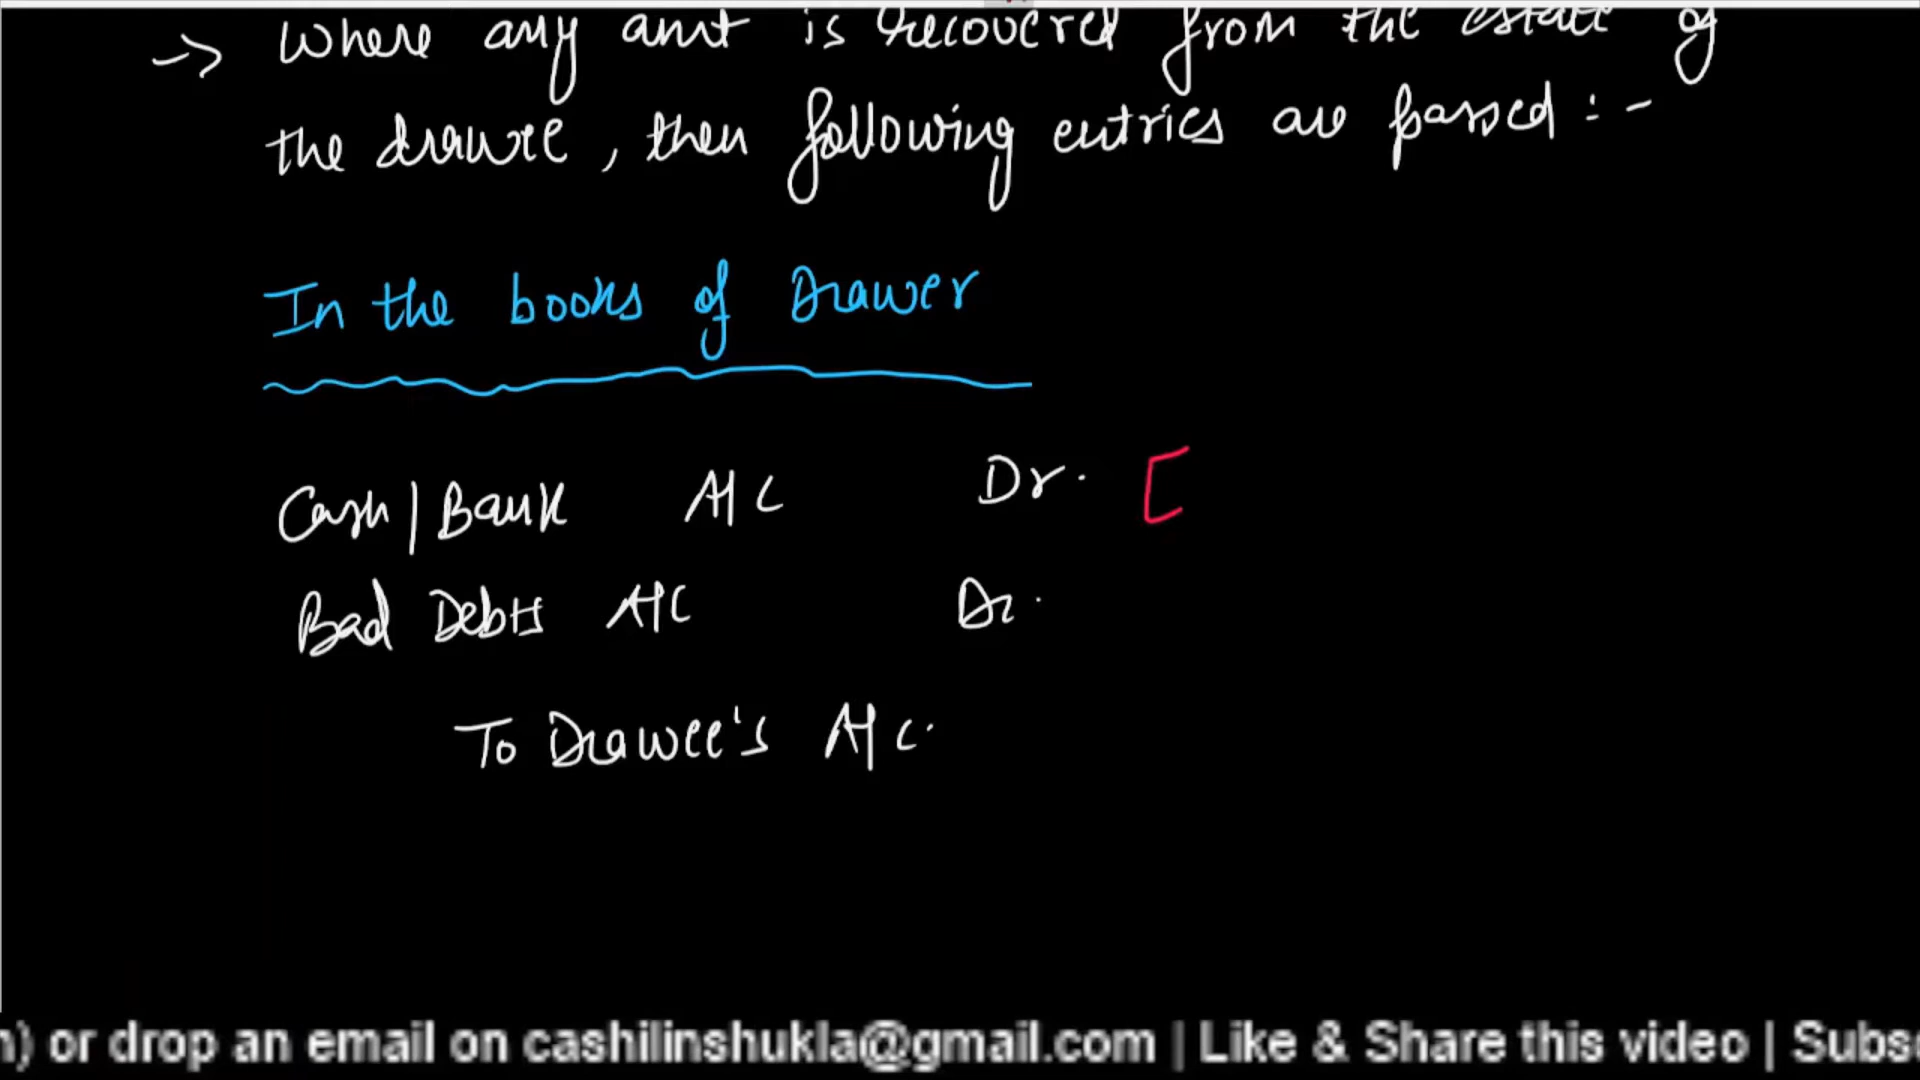 -> Where any amt is recovered from the estate of
the drawee, then following entries are passed :-
In the books of Drawer
Cash/Bank A/c Dr. [
Bad Debts A/c Dr.
To Drawee's A/c.
) or drop an email on cashilinshukla@gmail.com | Like & Share this video | Subs